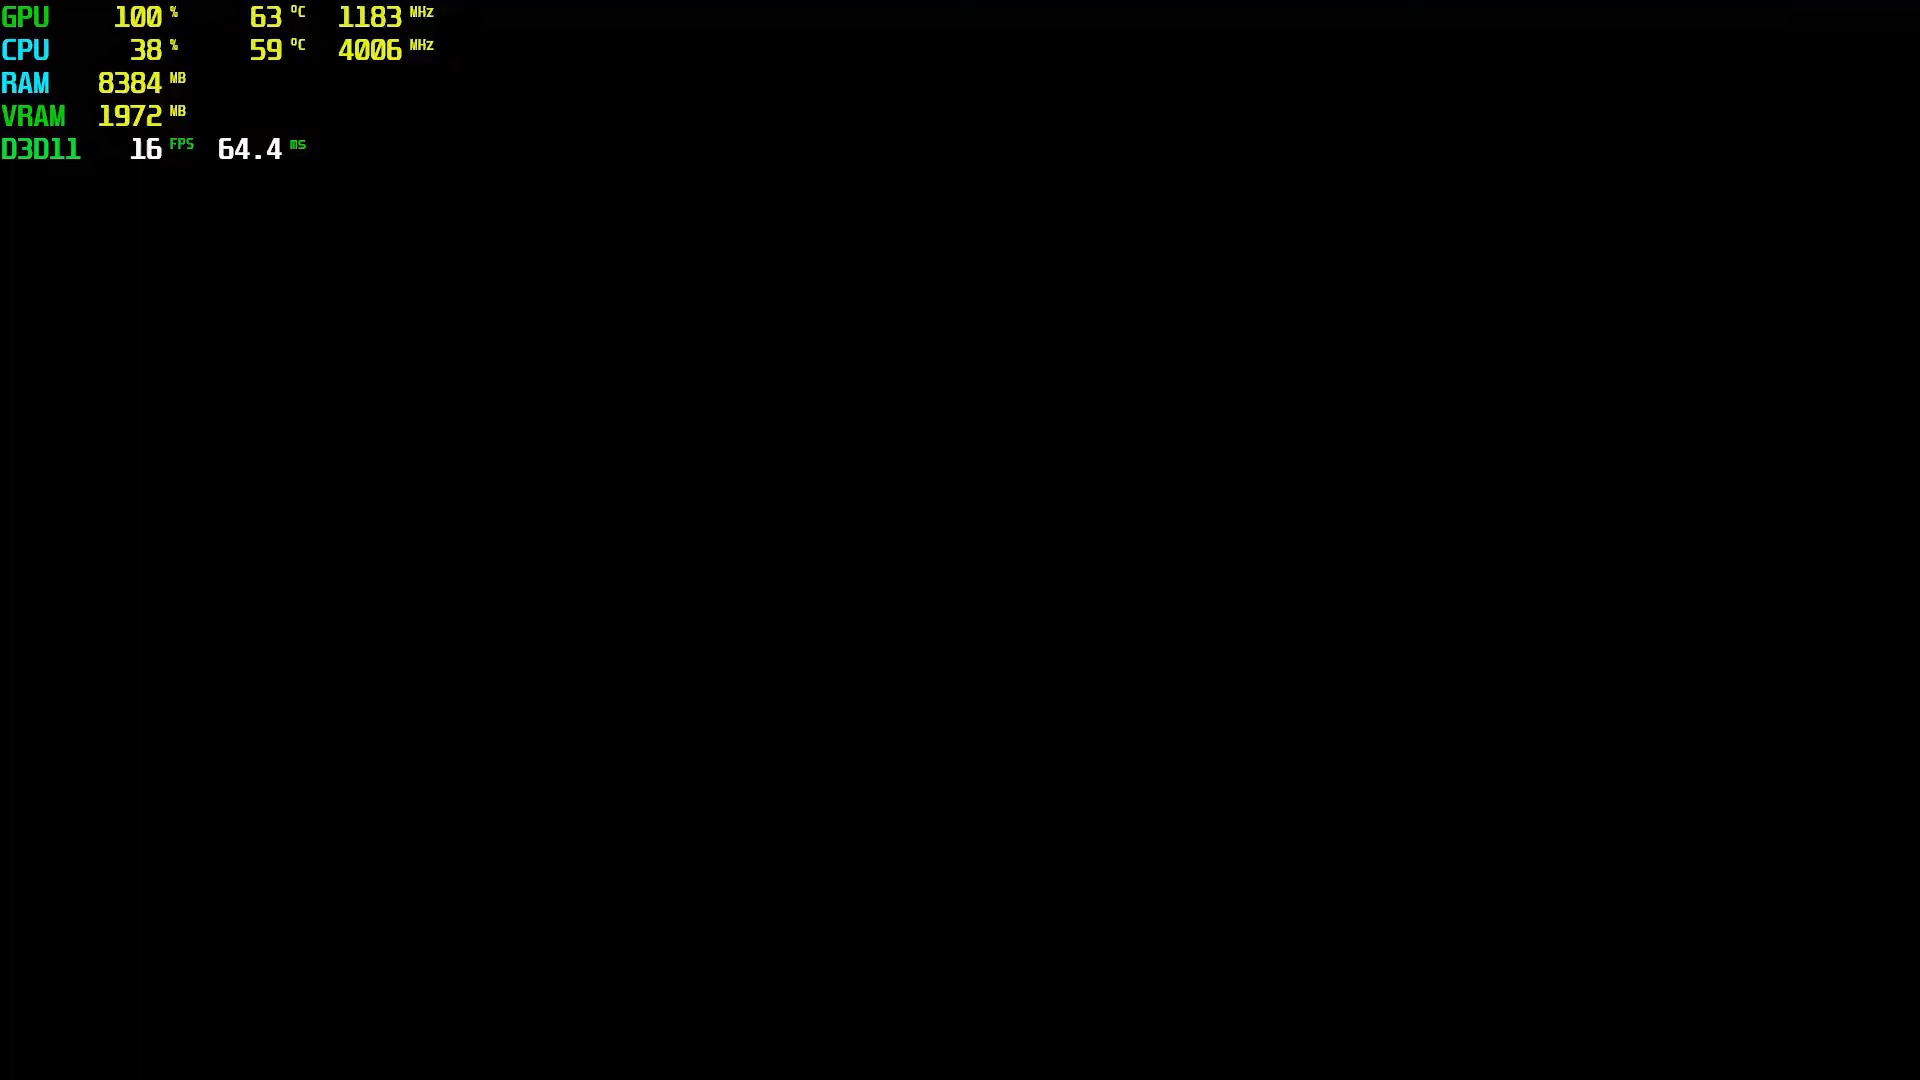 GPU 100 % 63 °C 1183 MHz
CPU 38 % 59 °C 4006 MHz
RAM 8384 MB
VRAM 1972 MB
D3D11 16 FPS 64.4 ms